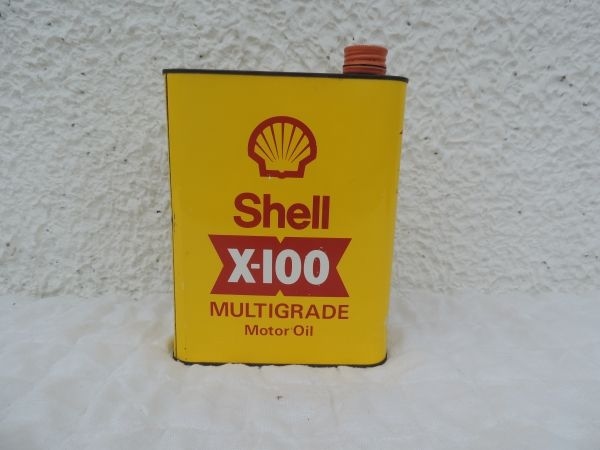 Shell
X-100
MULTIGRADE
Motor Oil